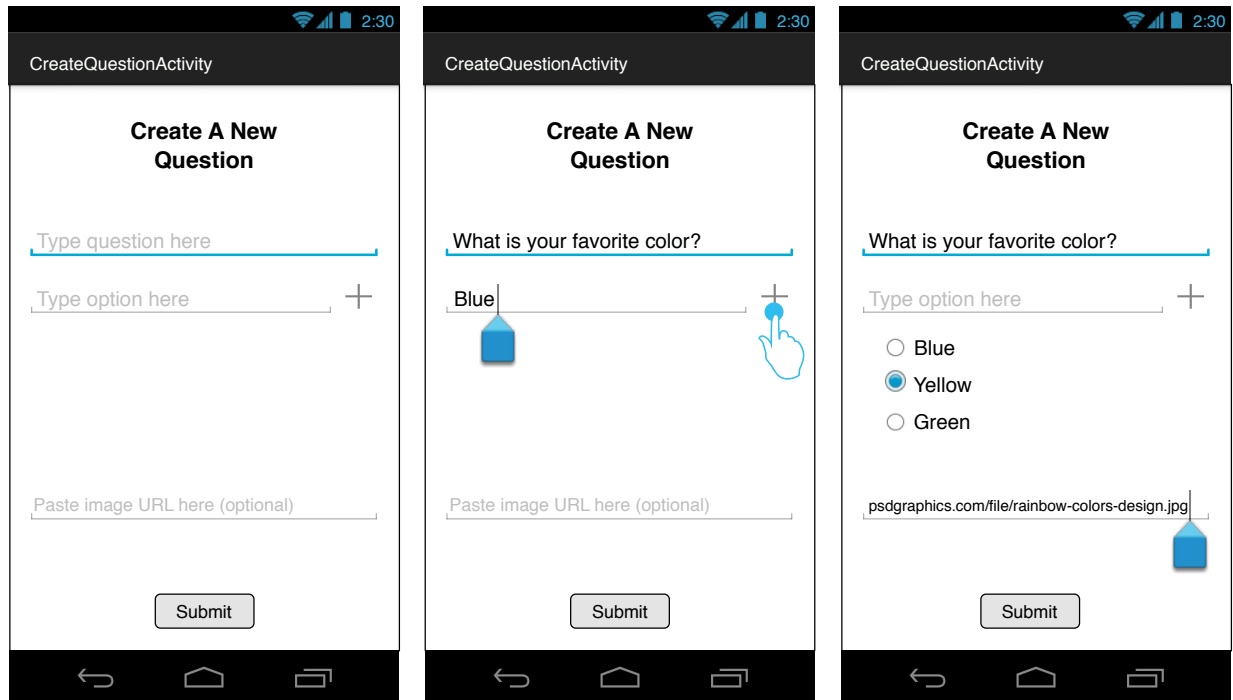 2:30
CreateQuestionActivity
Create A New
Question
Type question here
Type option here
Paste image URL here (optional)
Submit
2:30
CreateQuestionActivity
Create A New
Question
What is your favorite color?
Blue
Paste image URL here (optional)
Submit
2:30
CreateQuestionActivity
Create A New
Question
What is your favorite color?
Type option here
Blue
Yellow
Green
psdgraphics.com/file/rainbow-colors-design.jpg
Submit